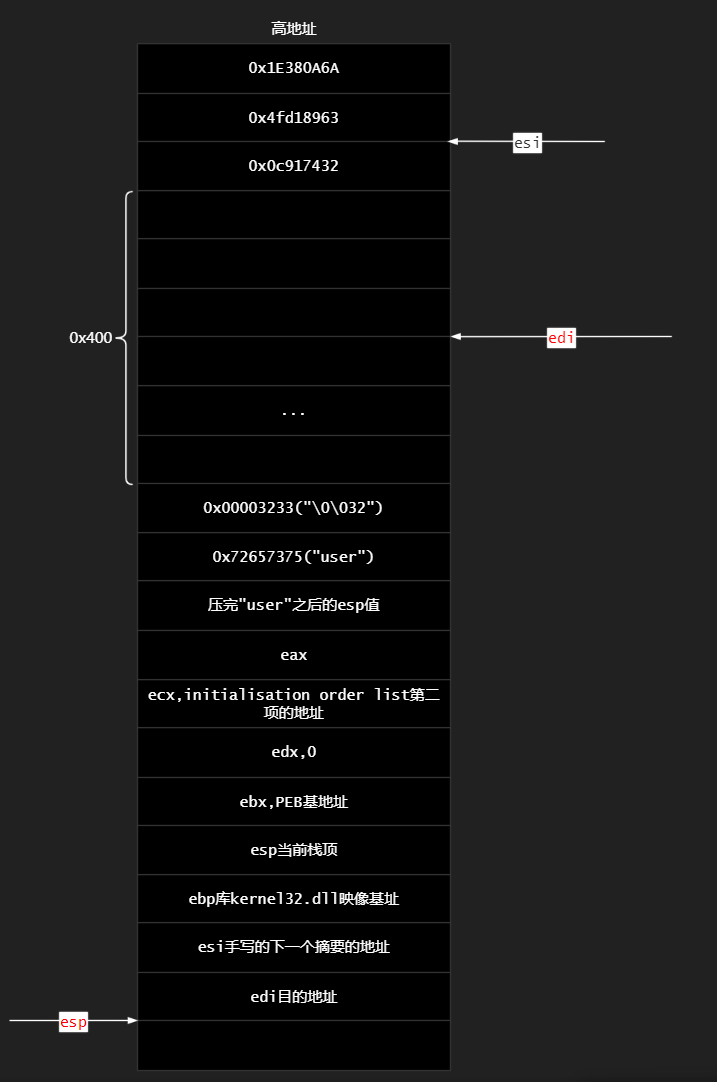 高地址
0x1E380A6A
0x4fd18963
esi
0x0c917432
0x400
edi
...
0x00003233("\0\032")
0x72657375("user")
压完"user"之后的esp值
eax
ecx,initialisation order list第二
项的地址
edx,0
ebx,PEB基地址
esp当前栈顶
ebp库kernel32.dll映像基址
esi手写的下一个摘要的地址
edi目的地址
esp